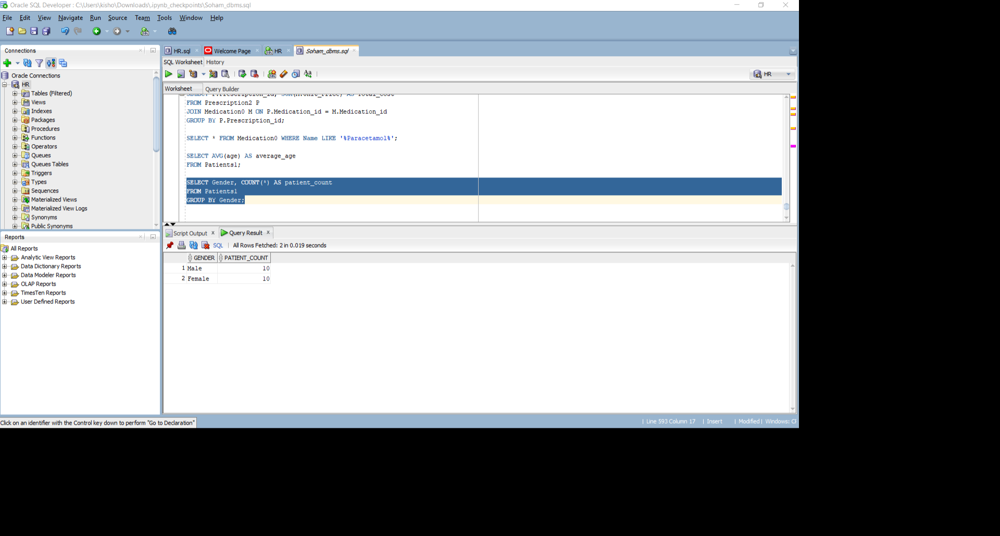 Oracle SQL Developer : C:\Users\kisho\Downloads\.ipynb_checkpoints\Soham_dbms.sql
File Edit View Navigate Run Source Team Tools Window Help
Connections
Oracle Connections
HR
Tables (Filtered)
Views
Indexes
Packages
Procedures
Functions
Operators
Queues
Queues Tables
Triggers
Types
Sequences
Materialized Views
Materialized View Logs
Synonyms
Public Synonyms
Reports
All Reports
Analytic View Reports
Data Dictionary Reports
Data Modeler Reports
OLAP Reports
TimesTen Reports
User Defined Reports
HR.sql Welcome Page HR Soham_dbms.sql
SQL Worksheet History
HR
Worksheet Query Builder
SELECT P.Prescription_id, SUM(M.Unit_Price) AS Total_Cost
FROM Prescription2 P
JOIN Medication0 M ON P.Medication_id = M.Medication_id
GROUP BY P.Prescription_id;
SELECT * FROM Medication0 WHERE Name LIKE '%Paracetamol%';
SELECT AVG(age) AS average_age
FROM Patients1;
SELECT Gender, COUNT(*) AS patient_count
FROM Patients1
GROUP BY Gender;
Script Output Query Result
SQL All Rows Fetched: 2 in 0.019 seconds
GENDER PATIENT_COUNT
1 Male 10
2 Female 10
Click on an identifier with the Control key down to perform "Go to Declaration"
Line 593 Column 17 Insert Modified Windows: CF